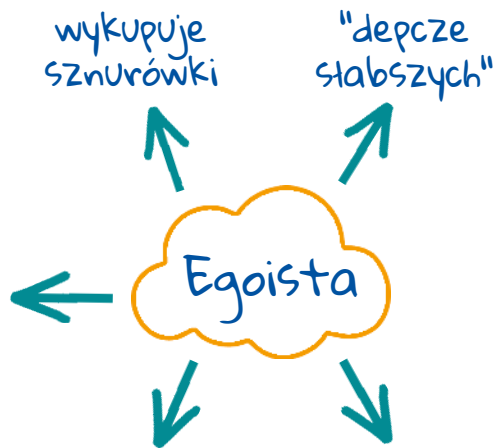 wykupuje
sznurówki
"depcze
słabszych"
Egoista